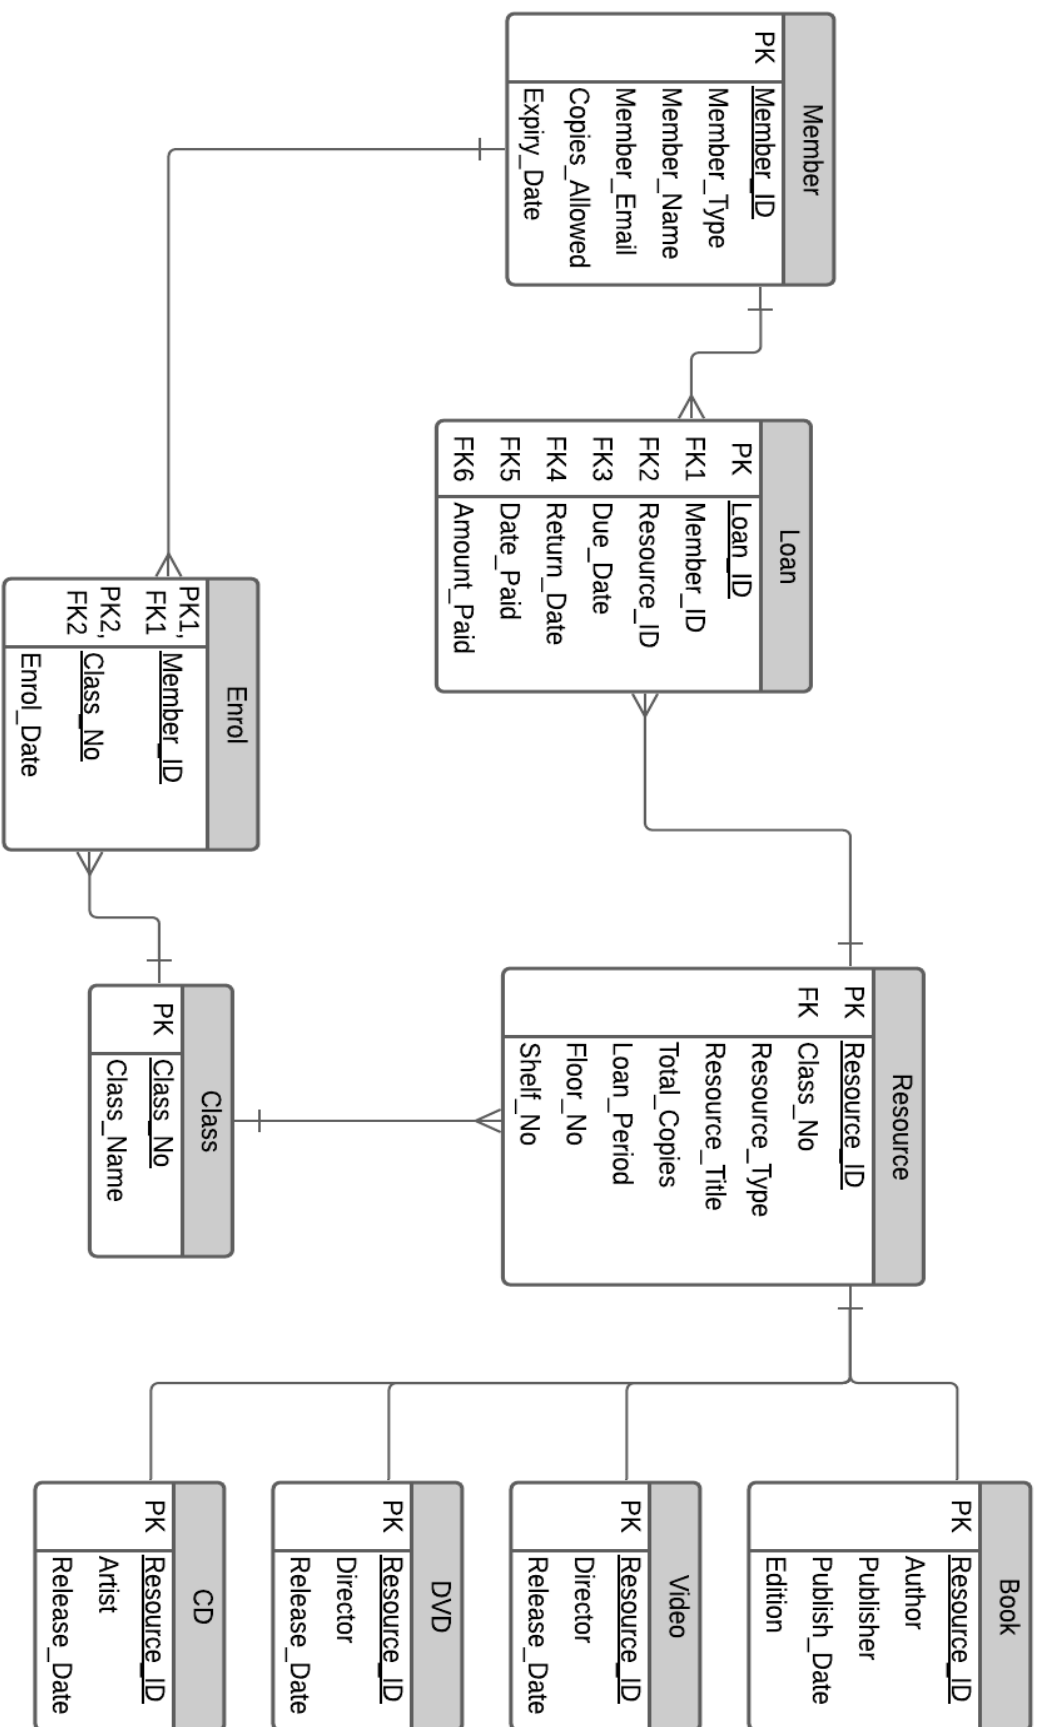 Member
PK Member_ID
Member_Type
Member_Name
Member_Email
Copies_Allowed
Expiry_Date
Loan
PK Loan_ID
FK1 Member_ID
FK2 Resource_ID
FK3 Due_Date
FK4 Return_Date
FK5 Date_Paid
FK6 Amount_Paid
Enrol
PK1,
FK1 Member_ID
PK2,
FK2 Class_No
Enrol_Date
Resource
PK Resource_ID
FK Class_No
Resource_Type
Resource_Title
Total_Copies
Loan_Period
Floor_No
Shelf_No
Class
PK Class_No
Class_Name
Book
PK Resource_ID
Author
Publisher
Publish_Date
Edition
Video
PK Resource_ID
Director
Release_Date
DVD
PK Resource_ID
Director
Release_Date
CD
PK Resource_ID
Artist
Release_Date